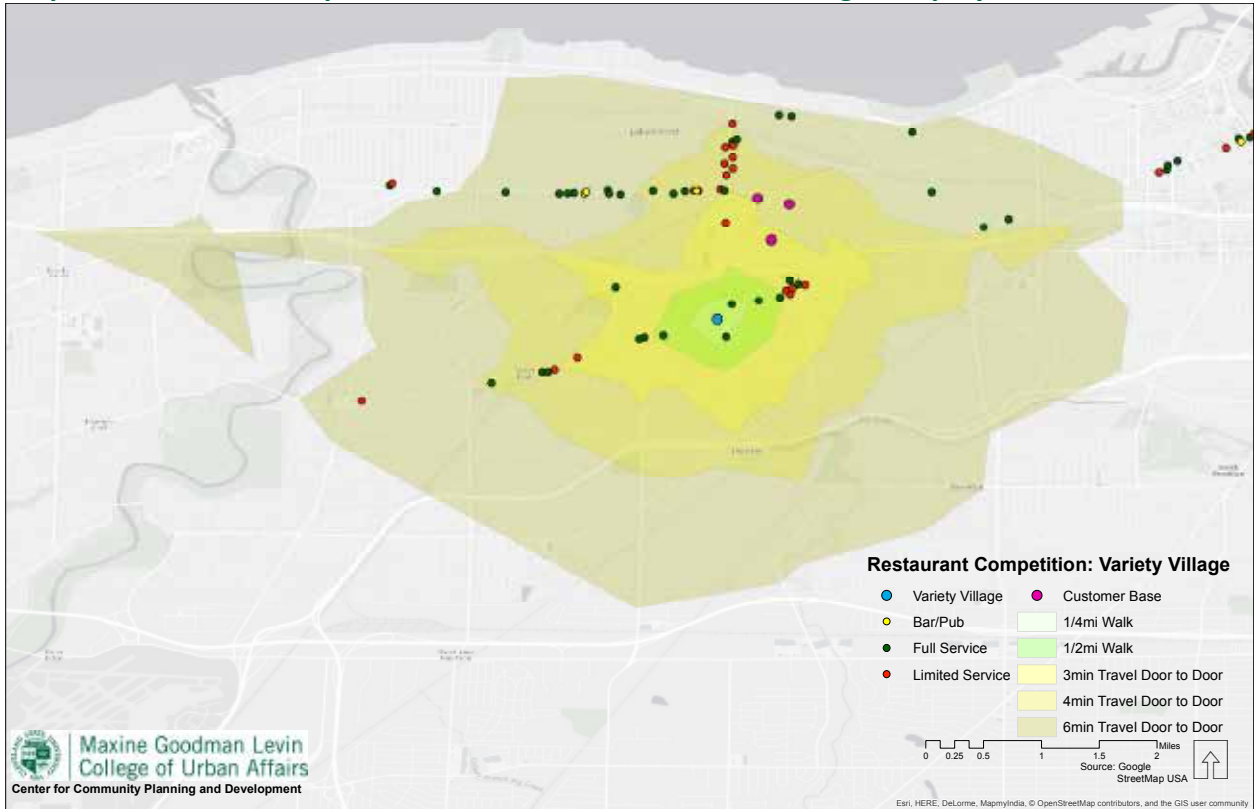 Lakewood
Restaurant Competition: Variety Village
Variety Village
Customer Base
Bar/Pub
1/4mi Walk
Full Service
1/2mi Walk
Limited Service
3min Travel Door to Door
4min Travel Door to Door
6min Travel Door to Door
Miles
0 0.25 0.5 1 1.5 2
Source: Google
StreetMap USA
Maxine Goodman Levin
College of Urban Affairs
Center for Community Planning and Development
Esri, HERE, DeLorme, MapmyIndia, © OpenStreetMap contributors, and the GIS user community